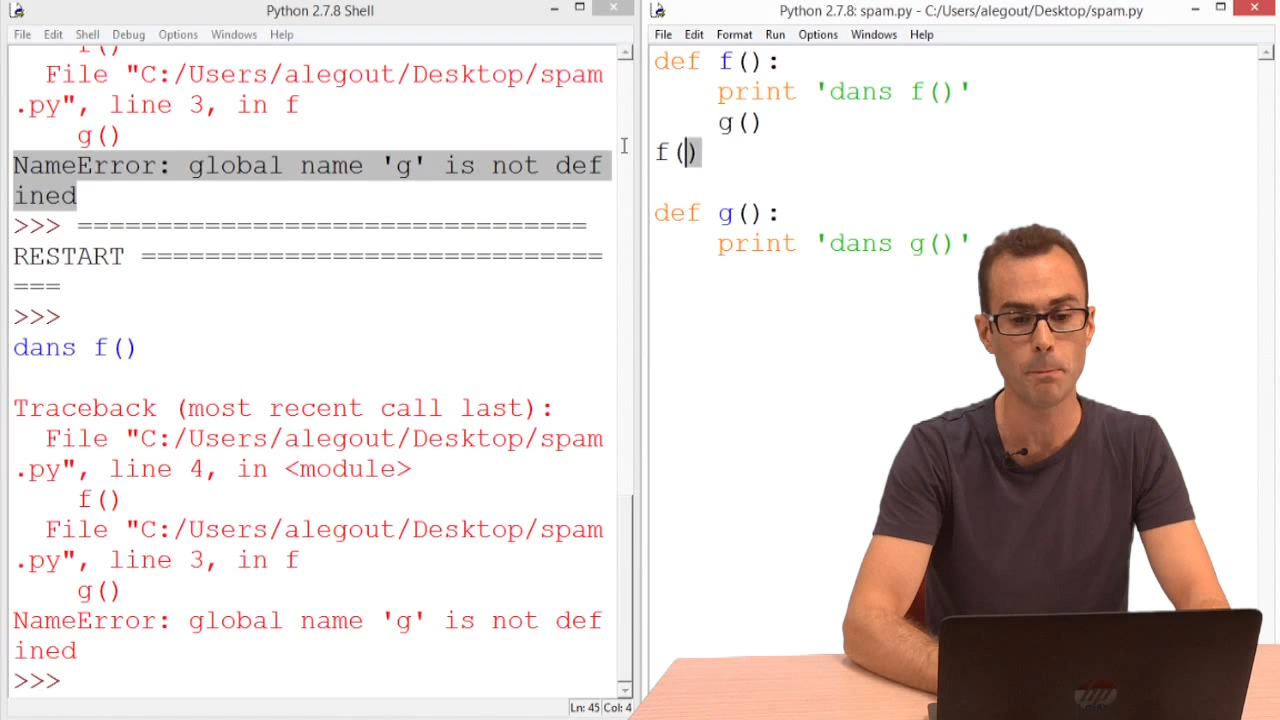 Python 2.7.8 Shell
File Edit Shell Debug Options Windows Help
f()
File "C:/Users/alegout/Desktop/spam
.py", line 3, in f
g()
NameError: global name 'g' is not def
ined
>>> ================================
RESTART =============================
===
>>>
dans f()
Traceback (most recent call last):
File "C:/Users/alegout/Desktop/spam
.py", line 4, in <module>
f()
File "C:/Users/alegout/Desktop/spam
.py", line 3, in f
g()
NameError: global name 'g' is not def
ined
>>>
Ln: 45 Col: 4
Python 2.7.8: spam.py - C:/Users/alegout/Desktop/spam.py
File Edit Format Run Options Windows Help
def f():
print 'dans f()'
g()
f()
def g():
print 'dans g()'
hp